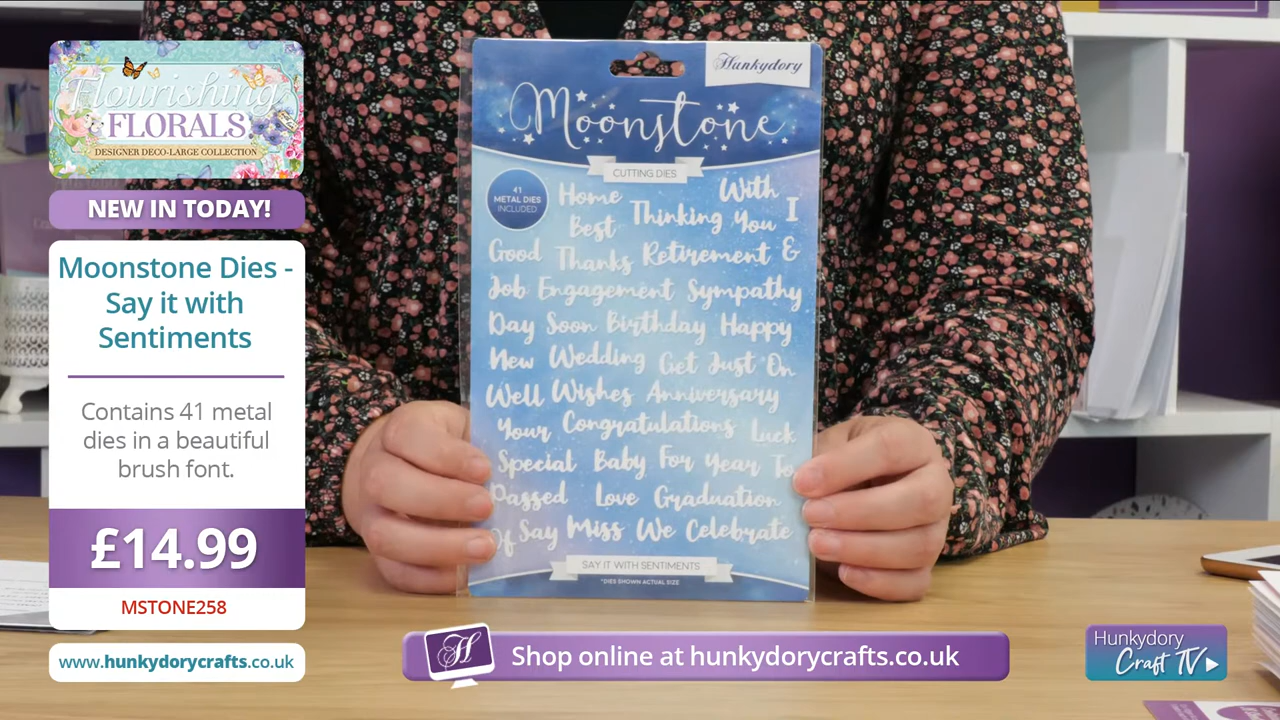 Flourishing
FLORALS
DESIGNER DECO-LARGE COLLECTION
NEW IN TODAY!
Moonstone Dies -
Say it with
Sentiments
Contains 41 metal
dies in a beautiful
brush font.
£14.99
MSTONE258
www.hunkydorycrafts.co.uk
Hunkydory
Moonstone
CUTTING DIES
41
METAL DIES
INCLUDED
Home With
Best Thinking You I
Good Thanks Retirement &
Job Engagement Sympathy
Day Soon Birthday Happy
New Wedding Get Just On
Well Wishes Anniversary
Your Congratulations Luck
Special Baby For Year To
Passed Love Graduation
Of Say Miss We Celebrate
SAY IT WITH SENTIMENTS
*DIES SHOWN ACTUAL SIZE
H Shop online at hunkydorycrafts.co.uk
Hunkydory
Craft TV